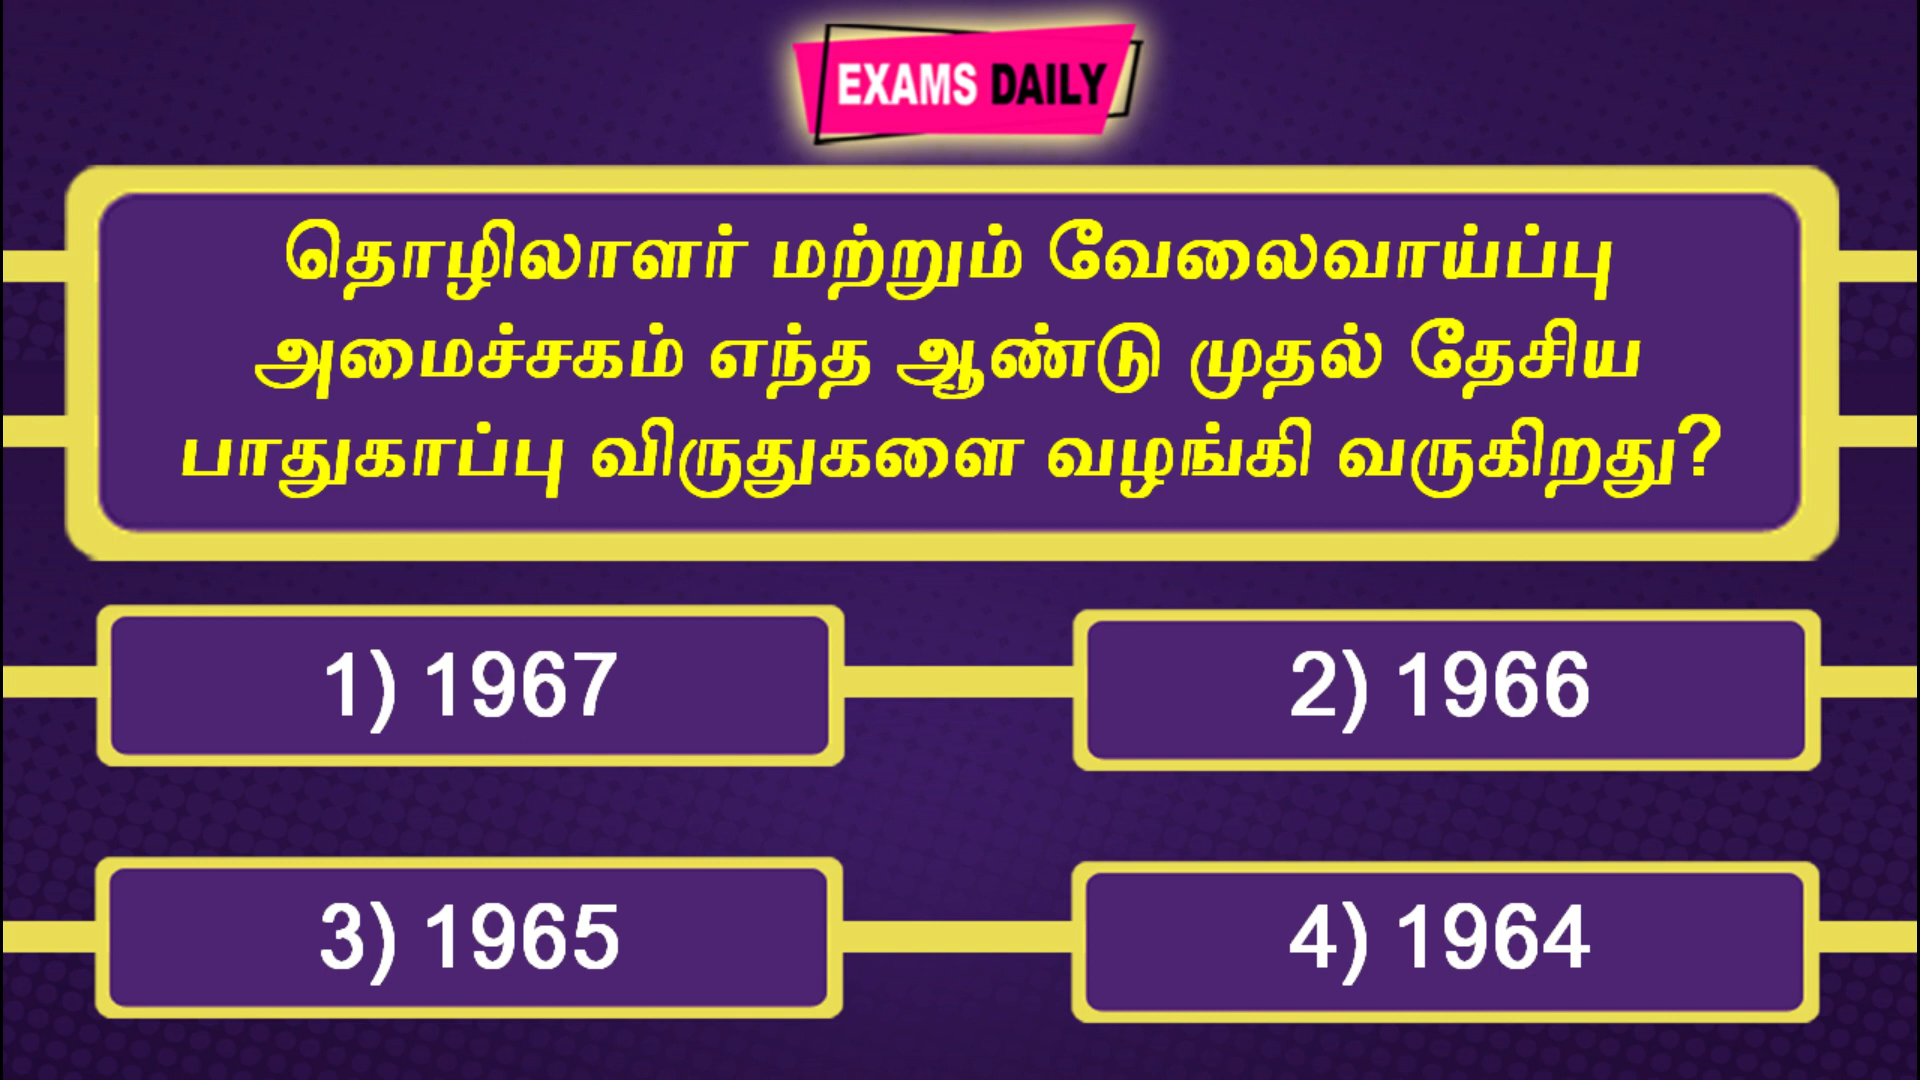 EXAMS DAILY
தொழிலாளர் மற்றும் வேலைவாய்ப்பு
அமைச்சகம் எந்த ஆண்டு முதல் தேசிய
பாதுகாப்பு விருதுகளை வழங்கி வருகிறது?
1) 1967
2) 1966
3) 1965
4) 1964